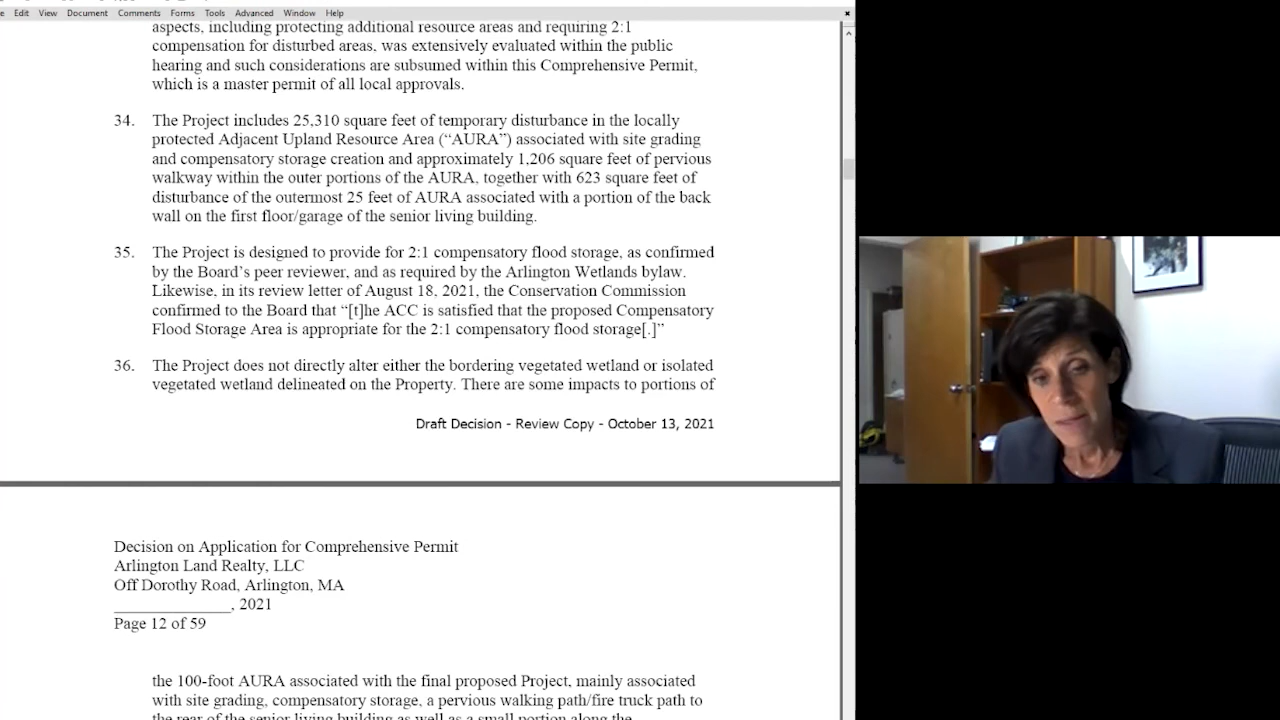 Edit View Document Comments Forms Tools Advanced Window Help
aspects, including protecting additional resource areas and requiring 2:1
compensation for disturbed areas, was extensively evaluated within the public
hearing and such considerations are subsumed within this Comprehensive Permit,
which is a master permit of all local approvals.
34. The Project includes 25,310 square feet of temporary disturbance in the locally
protected Adjacent Upland Resource Area (“AURA”) associated with site grading
and compensatory storage creation and approximately 1,206 square feet of pervious
walkway within the outer portions of the AURA, together with 623 square feet of
disturbance of the outermost 25 feet of AURA associated with a portion of the back
wall on the first floor/garage of the senior living building.
35. The Project is designed to provide for 2:1 compensatory flood storage, as confirmed
by the Board’s peer reviewer, and as required by the Arlington Wetlands bylaw.
Likewise, in its review letter of August 18, 2021, the Conservation Commission
confirmed to the Board that “[t]he ACC is satisfied that the proposed Compensatory
Flood Storage Area is appropriate for the 2:1 compensatory flood storage[.]”
36. The Project does not directly alter either the bordering vegetated wetland or isolated
vegetated wetland delineated on the Property. There are some impacts to portions of
Draft Decision - Review Copy - October 13, 2021
Decision on Application for Comprehensive Permit
Arlington Land Realty, LLC
Off Dorothy Road, Arlington, MA
_______________, 2021
Page 12 of 59
the 100-foot AURA associated with the final proposed Project, mainly associated
with site grading, compensatory storage, a pervious walking path/fire truck path to
the rear of the senior living building as well as a small portion along the